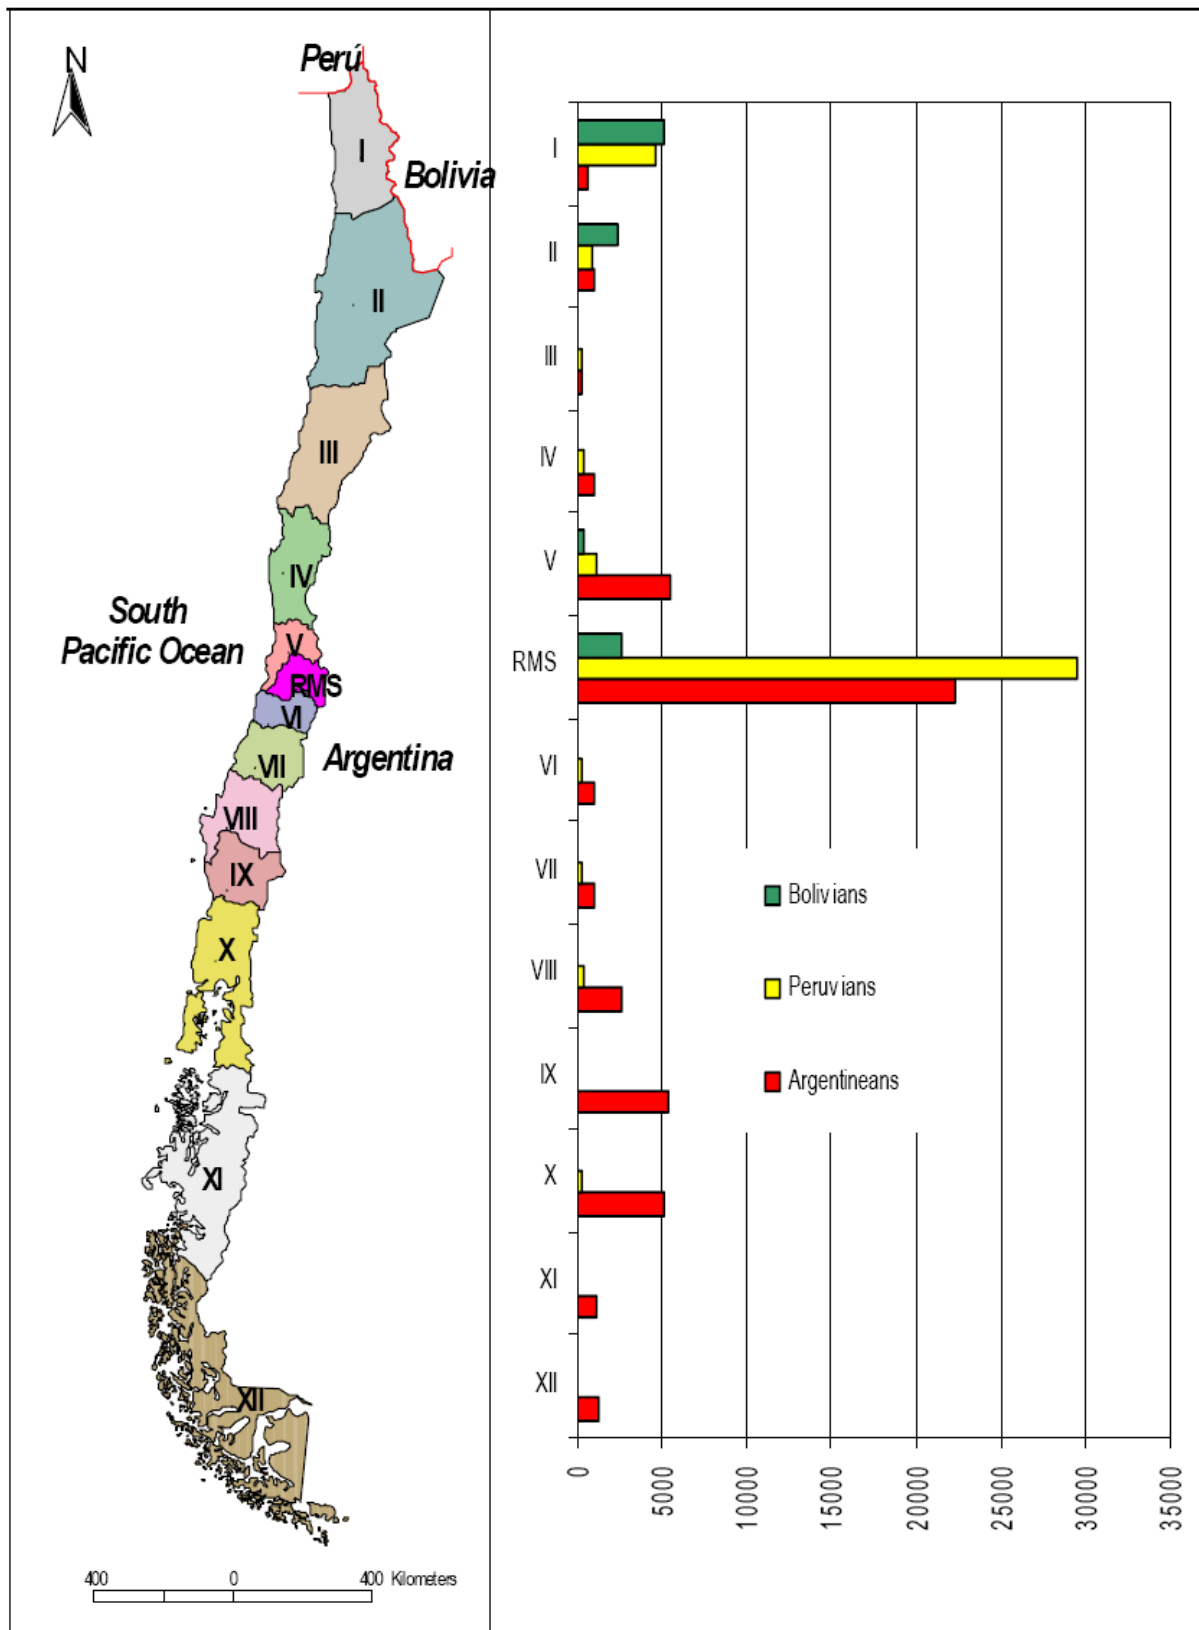 N
Perú
I
Bolivia
II
III
IV
South
Pacific Ocean
V
RMS
VI
Argentina
VII
VIII
IX
X
XI
XII
400 0 400 Kilometers
I
II
III
IV
V
RMS
VI
VII
VIII
IX
X
XI
XII
Bolivians
Peruvians
Argentineans
0
5000
10000
15000
20000
25000
30000
35000